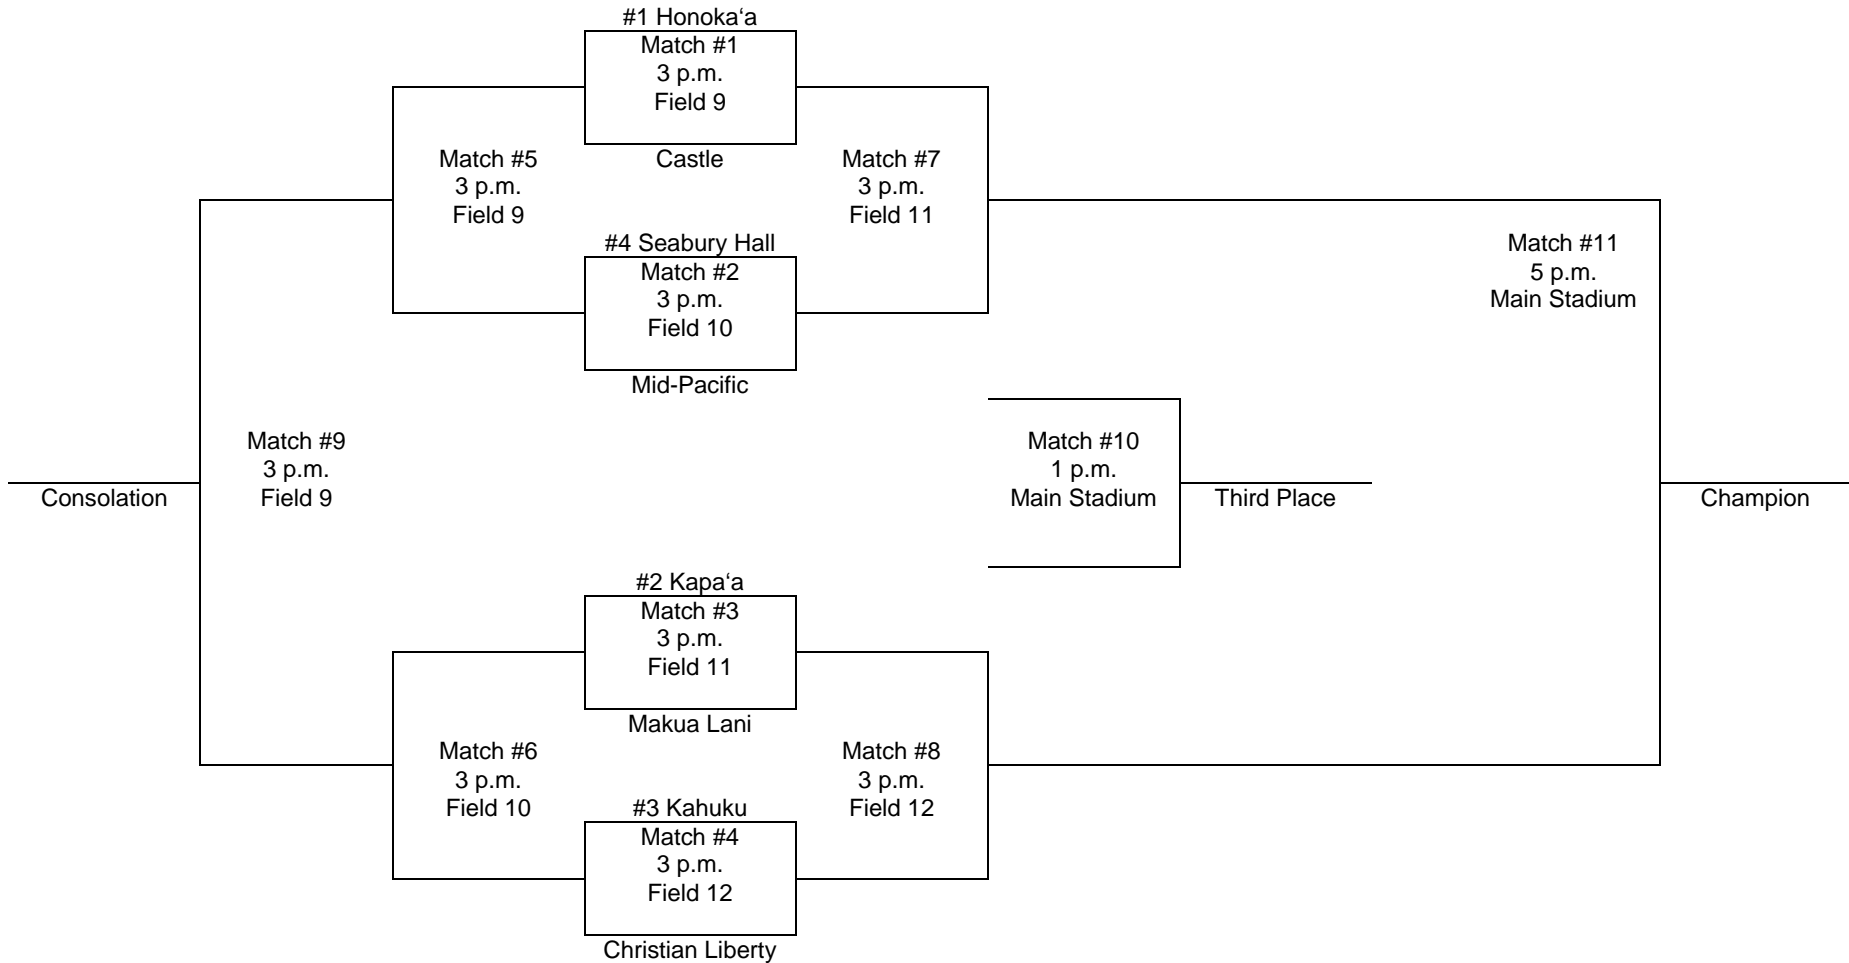 #1 Honokaʻa
Match #1
3 p.m.
Field 9
Castle
Match #5
3 p.m.
Field 9
Match #7
3 p.m.
Field 11
#4 Seabury Hall
Match #2
3 p.m.
Field 10
Mid-Pacific
Match #11
5 p.m.
Main Stadium
Match #9
3 p.m.
Field 9
Consolation
Match #10
1 p.m.
Main Stadium
Third Place
Champion
#2 Kapaʻa
Match #3
3 p.m.
Field 11
Makua Lani
Match #6
3 p.m.
Field 10
Match #8
3 p.m.
Field 12
#3 Kahuku
Match #4
3 p.m.
Field 12
Christian Liberty